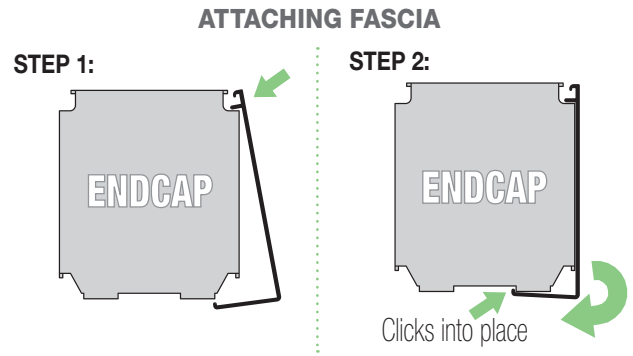 ATTACHING FASCIA
STEP 1:
ENDCAP
STEP 2:
ENDCAP
Clicks into place